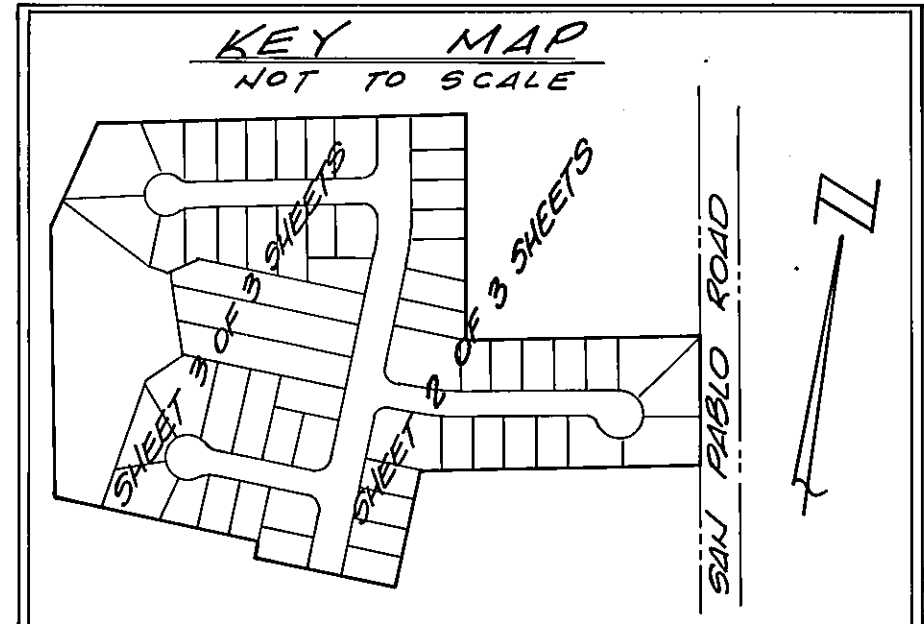 KEY MAP
NOT TO SCALE
SHEET 3 OF 3 SHEETS
SHEET 2 OF 3 SHEETS
SAN PABLO ROAD
N